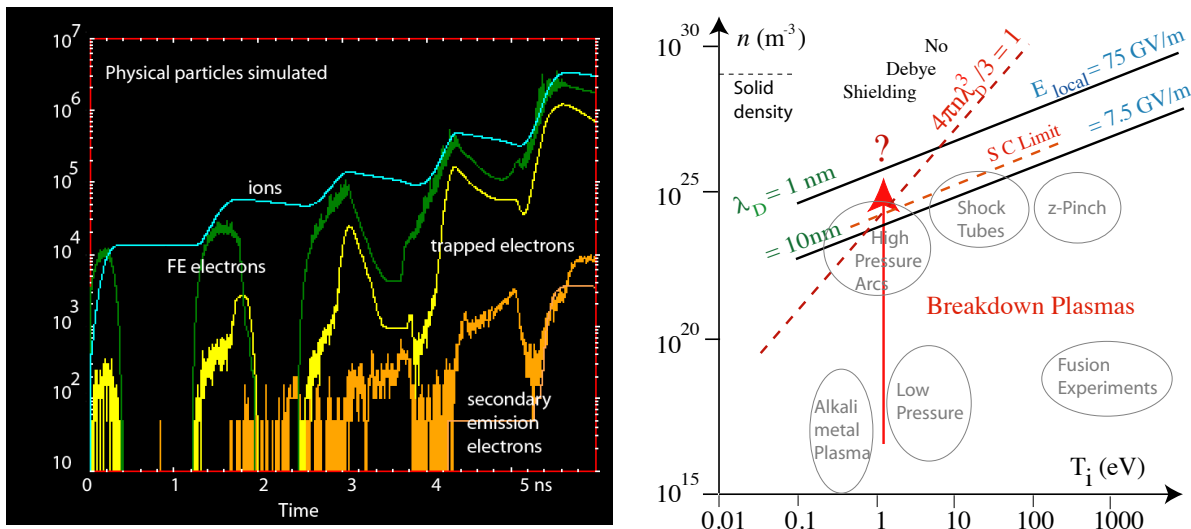 10^7
10^6
10^5
10^4
10^3
10^2
10
Physical particles simulated
ions
FE electrons
trapped electrons
secondary
emission
electrons
0
1
2
3
4
5 ns
Time
10^30
10^25
10^20
10^15
n (m^-3)
Solid
density
No
Debye
Shielding
4πnλ_D^3/3 = 1
E_local = 75 GV/m
= 7.5 GV/m
S C Limit
?
λ_D = 1 nm
= 10nm
High
Pressure
Arcs
Shock
Tubes
z-Pinch
Breakdown Plasmas
Alkali
metal
Plasma
Low
Pressure
Fusion
Experiments
T_i (eV)
0.01
0.1
1
10
100
1000